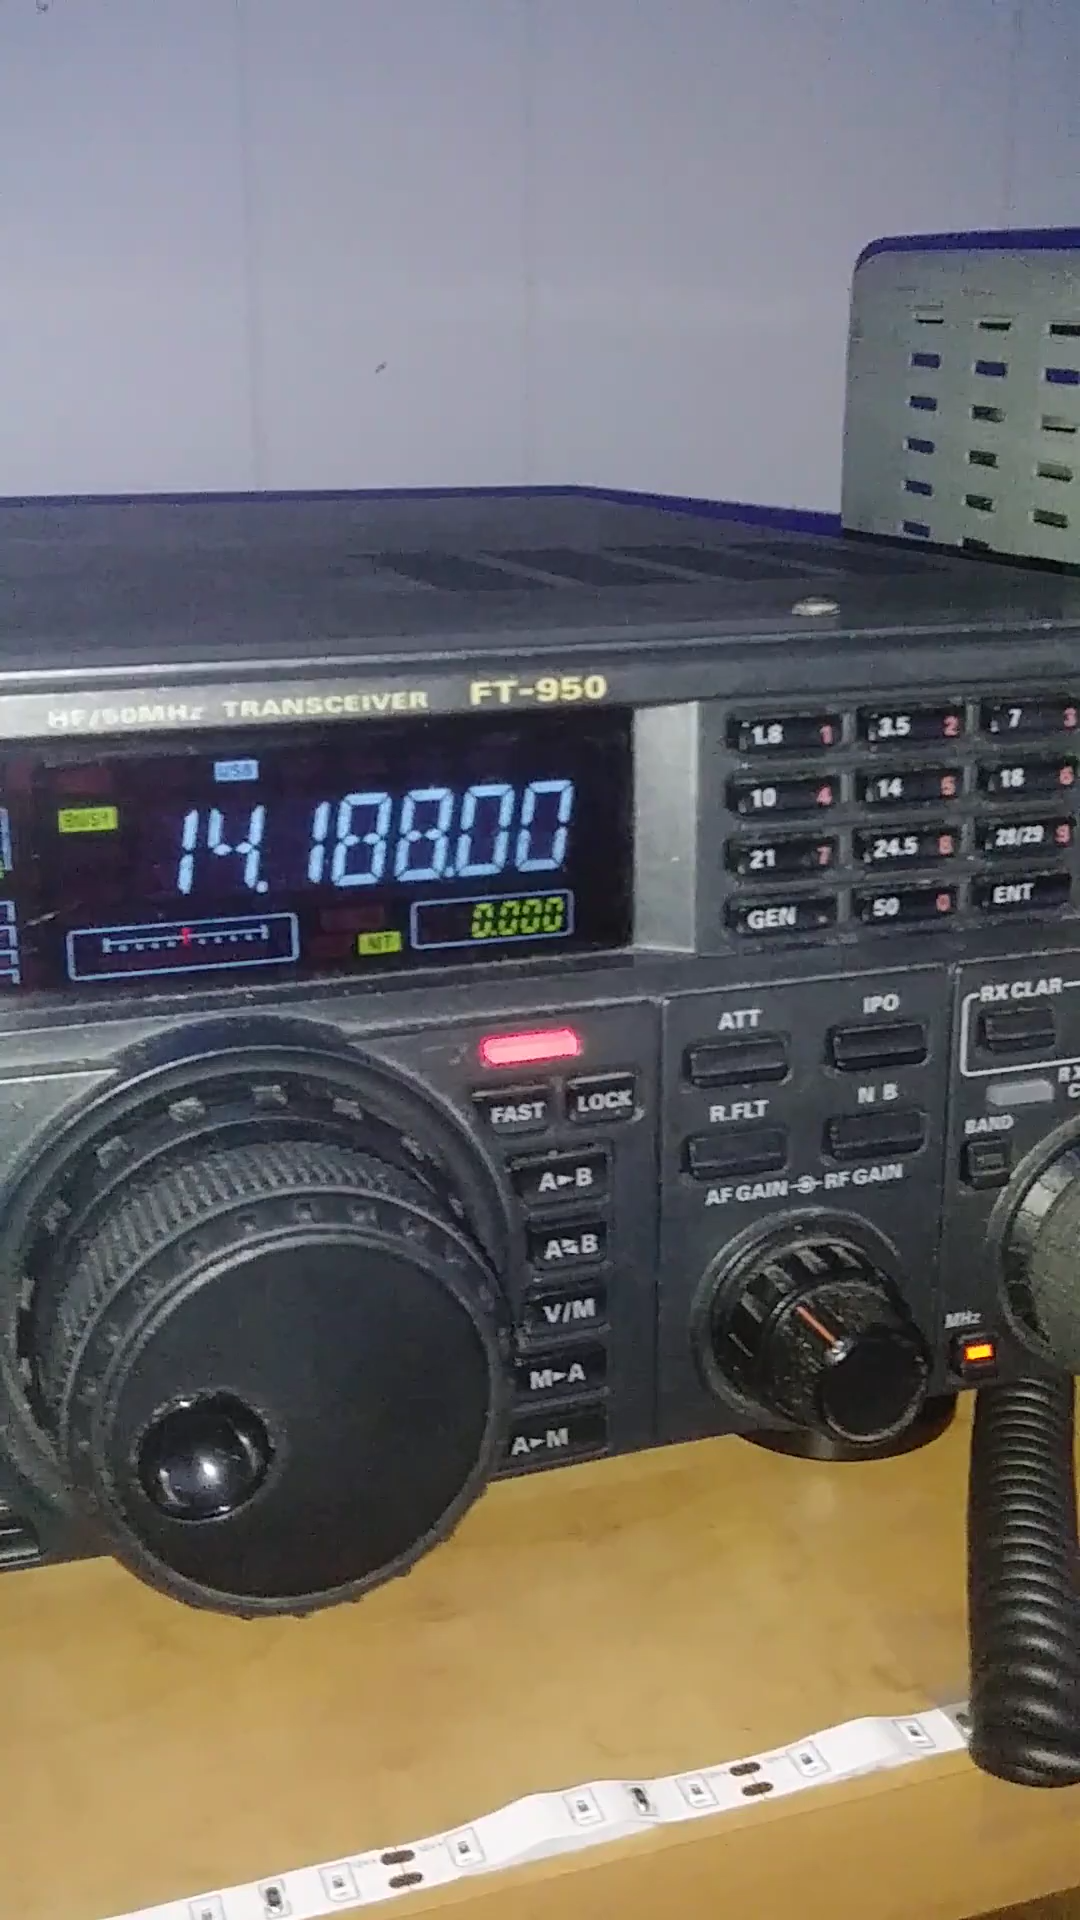 HF/50MHz TRANSCEIVER FT-950
USB
BUSY
14.188.00
INT 0.000
1.8 1 3.5 2 7 3
10 4 14 5 18 6
21 7 24.5 8 28/29 9
GEN . 50 0 ENT
ATT IPO
RX CLAR
FAST LOCK
R.FLT N B
BAND
A►B
AF GAIN RF GAIN
A B
V/M
MHz
M►A
A►M